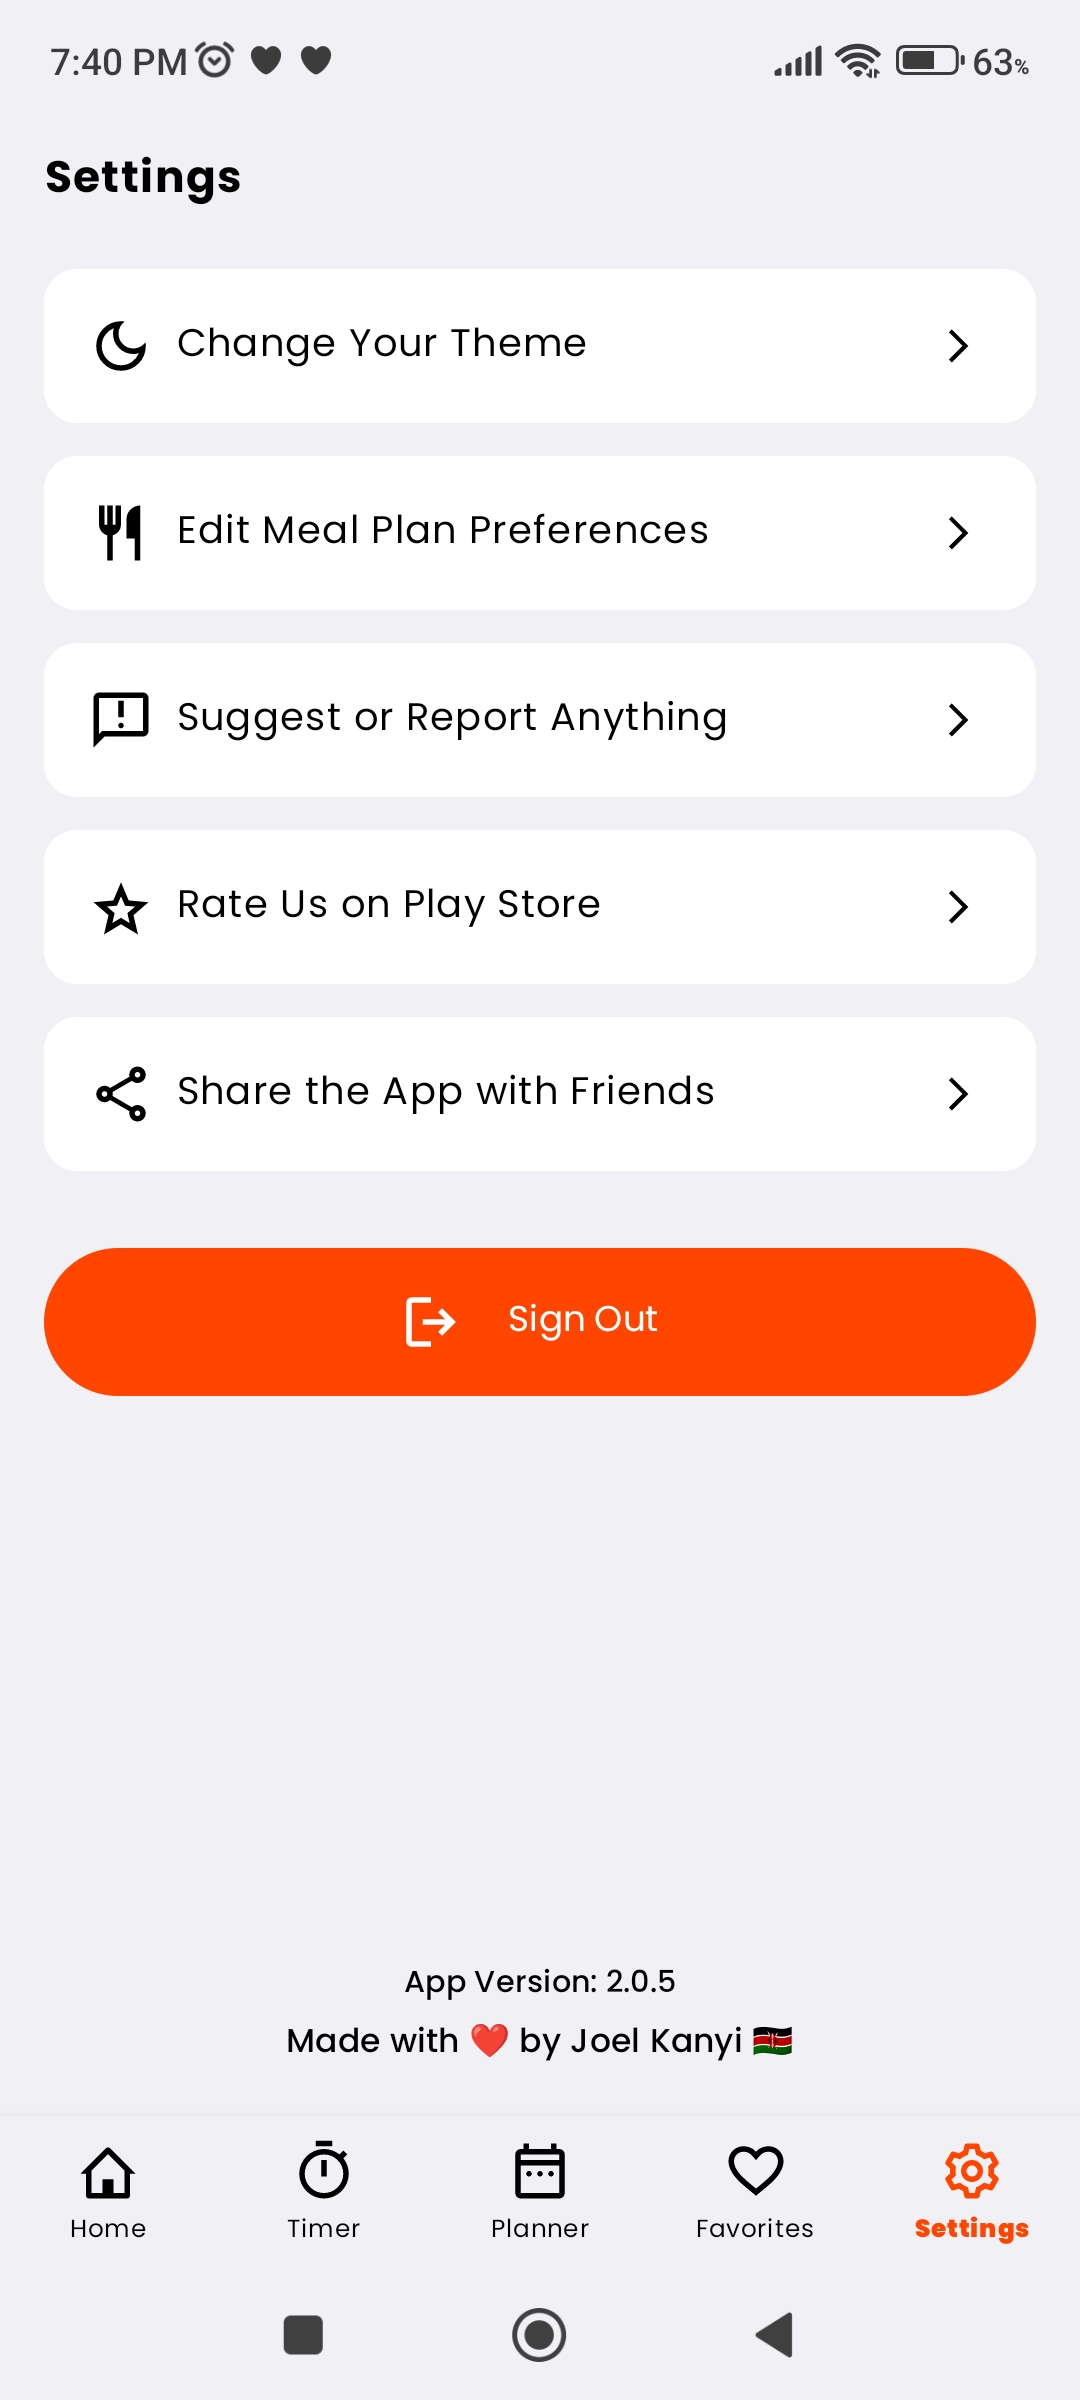 7:40 PM 63%
Settings
Change Your Theme
Edit Meal Plan Preferences
Suggest or Report Anything
Rate Us on Play Store
Share the App with Friends
Sign Out
App Version: 2.0.5
Made with ❤️ by Joel Kanyi 🇰🇪
Home Timer Planner Favorites Settings